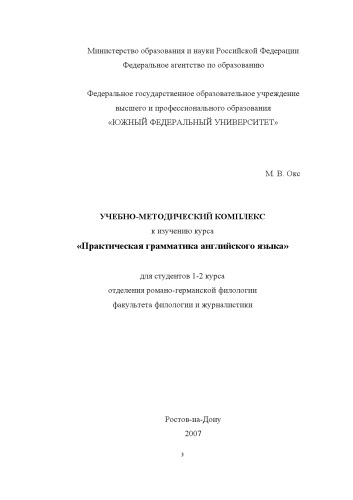 Министерство образования и науки Российской Федерации
Федеральное агентство по образованию
Федеральное государственное образовательное учреждение
высшего и профессионального образования
«ЮЖНЫЙ ФЕДЕРАЛЬНЫЙ УНИВЕРСИТЕТ»
М. В. Окс
УЧЕБНО-МЕТОДИЧЕСКИЙ КОМПЛЕКС
к изучению курса
«Практическая грамматика английского языка»
для студентов 1-2 курса
отделения романо-германской филологии
факультета филологии и журналистики
Ростов-на-Дону
2007
3